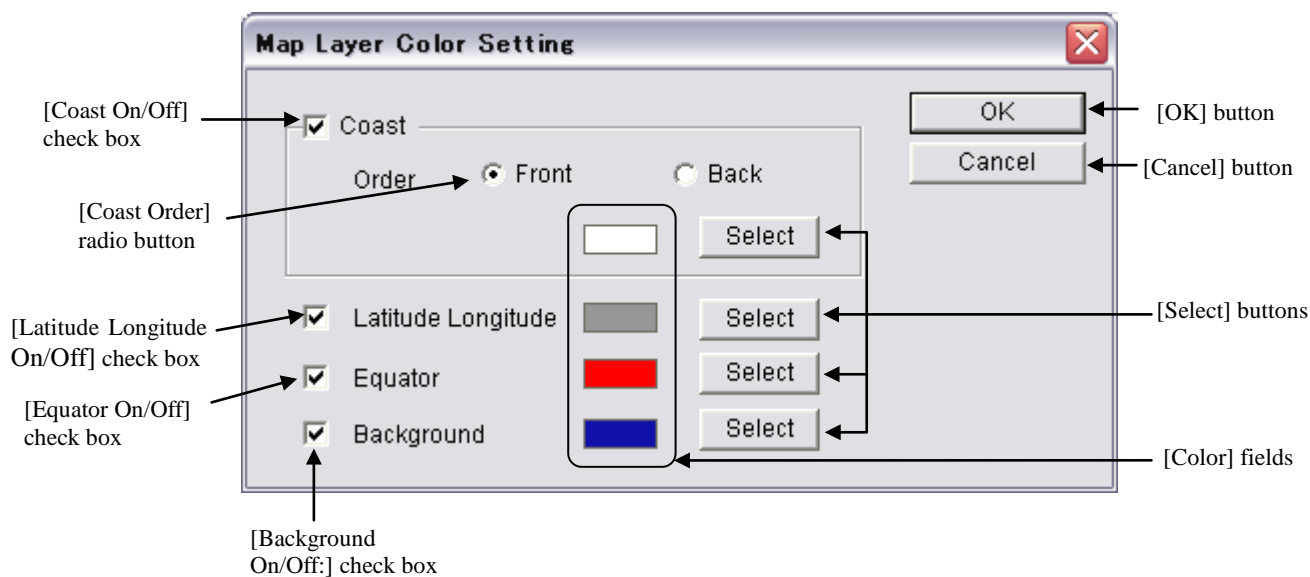 Map Layer Color Setting
[Coast On/Off]
check box
Coast
OK
[OK] button
Order
Front
Back
Cancel
[Cancel] button
[Coast Order]
radio button
Select
[Latitude Longitude
On/Off] check box
Latitude Longitude
Select
[Select] buttons
Equator
Select
[Equator On/Off]
check box
Background
Select
[Color] fields
[Background
On/Off:] check box